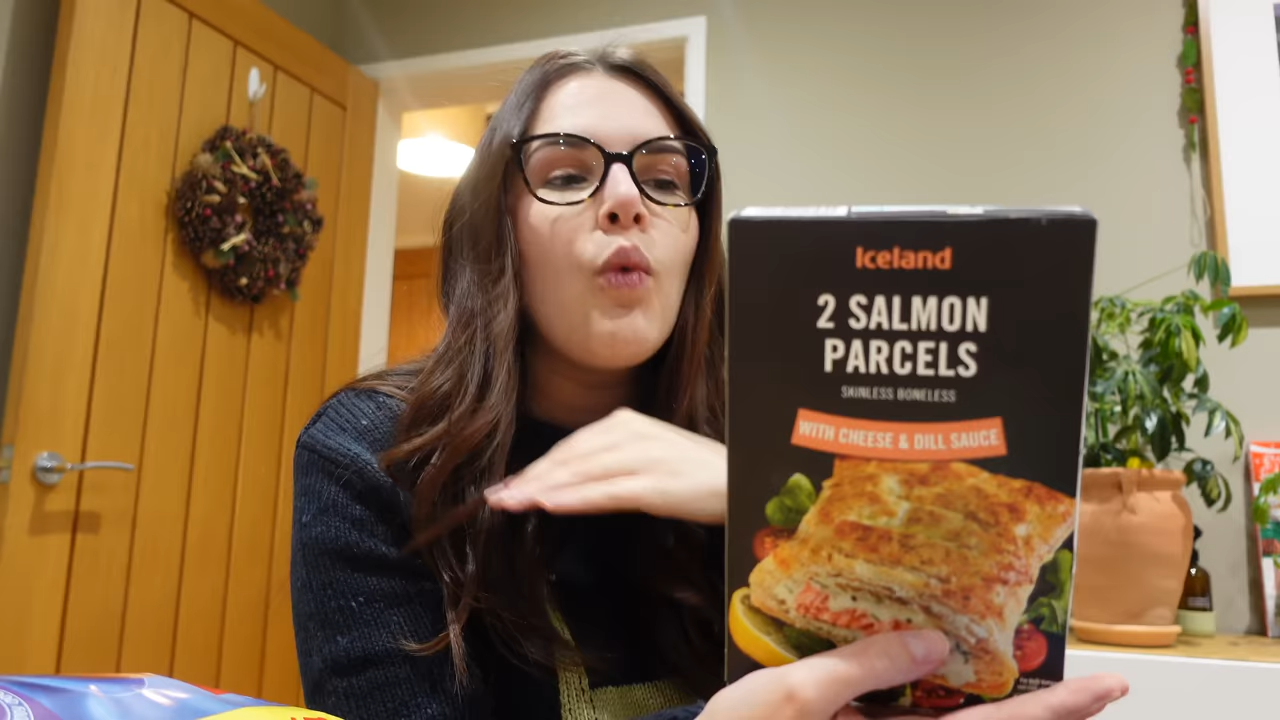 Iceland
2 SALMON
PARCELS
SKINLESS BONELESS
WITH CHEESE & DILL SAUCE